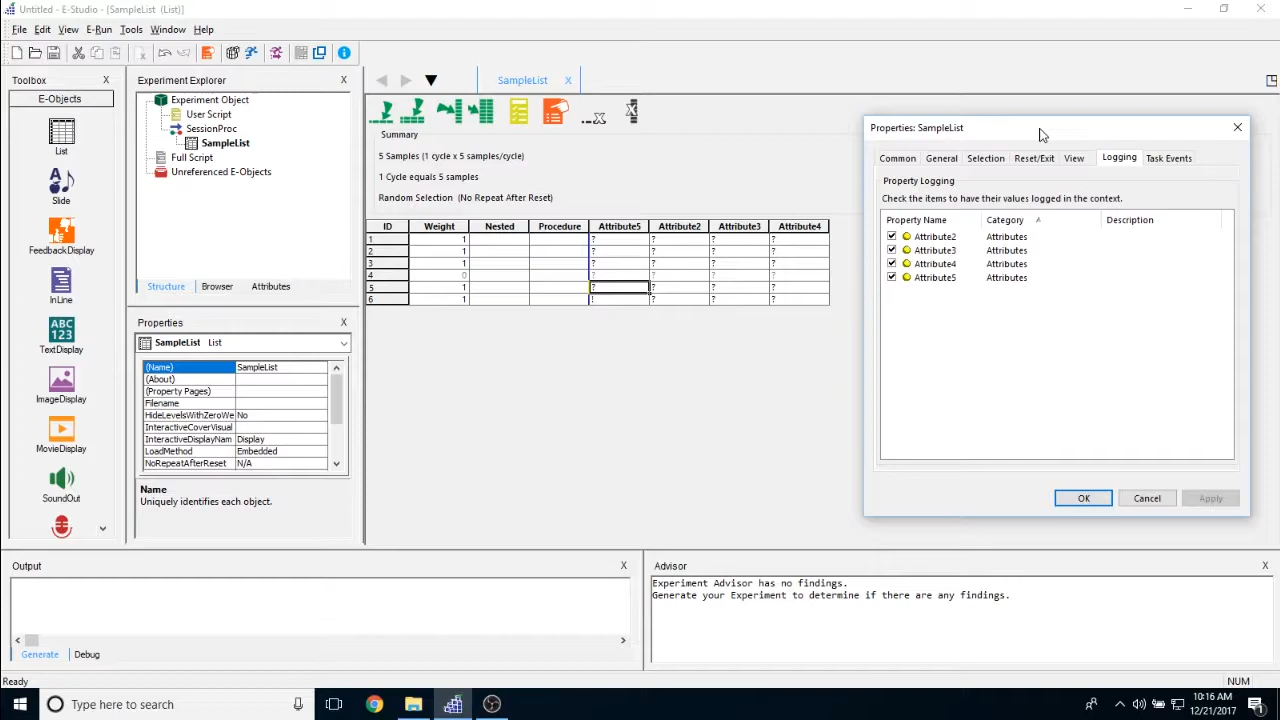 Untitled - E-Studio - [SampleList (List)]
File Edit View E-Run Tools Window Help
Toolbox X
E-Objects
List
Slide
FeedbackDisplay
InLine
ABC
123
TextDisplay
ImageDisplay
MovieDisplay
SoundOut
Experiment Explorer X
Experiment Object
User Script
SessionProc
SampleList
Full Script
Unreferenced E-Objects
Structure Browser Attributes
Properties X
SampleList List
(Name) SampleList
(About)
(Property Pages)
Filename
HideLevelsWithZeroWe No
InteractiveCoverVisual
InteractiveDisplayNam Display
LoadMethod Embedded
NoRepeatAfterReset N/A
Name
Uniquely identifies each object.
SampleList X
Summary
5 Samples (1 cycle x 5 samples/cycle)
1 Cycle equals 5 samples
Random Selection (No Repeat After Reset)
ID Weight Nested Procedure Attribute5 Attribute2 Attribute3 Attribute4
1 1 ? ? ? ?
2 1 ? ? ? ?
3 1 ? ? ? ?
4 0 ? ? ? ?
5 1 ? ? ? ?
6 1 ! ? ? ?
Properties: SampleList
Common General Selection Reset/Exit View Logging Task Events
Property Logging
Check the items to have their values logged in the context.
Property Name Category Description
Attribute2 Attributes
Attribute3 Attributes
Attribute4 Attributes
Attribute5 Attributes
OK Cancel Apply
Output X
Generate Debug
Advisor X
Experiment Advisor has no findings.
Generate your Experiment to determine if there are any findings.
Ready NUM
Type here to search
10:16 AM
12/21/2017
1